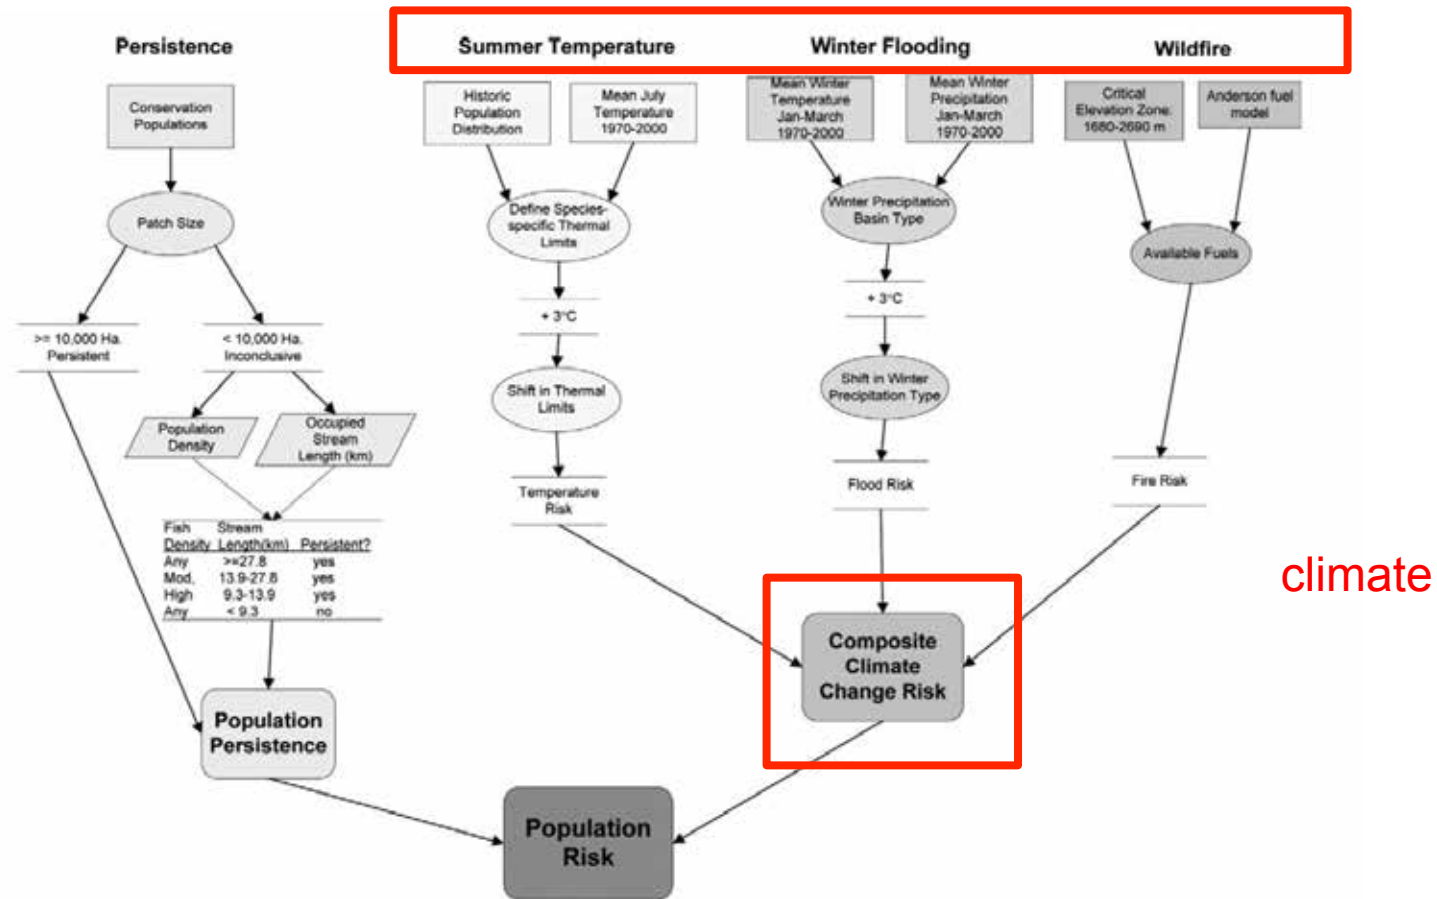 Persistence
Summer Temperature
Winter Flooding
Wildfire
Conservation
Populations
Historic
Population
Distribution
Mean July
Temperature
1970-2000
Mean Winter
Temperature
Jan-March
1970-2000
Mean Winter
Precipitation
Jan-March
1970-2000
Critical
Elevation Zone:
1680-2690 m
Anderson fuel
model
Patch Size
Define Species-
specific Thermal
Limits
Winter Precipitation
Basin Type
Available Fuels
>= 10,000 Ha.
Persistent
< 10,000 Ha.
Inconclusive
+ 3°C
+ 3°C
Shift in Thermal
Limits
Shift in Winter
Precipitation Type
Population
Density
Occupied
Stream
Length (km)
Temperature
Risk
Flood Risk
Fire Risk
Fish Stream
Density Length(km) Persistent?
Any >=27.8 yes
Mod. 13.9-27.8 yes
High 9.3-13.9 yes
Any < 9.3 no
climate
Composite
Climate
Change Risk
Population
Persistence
Population
Risk